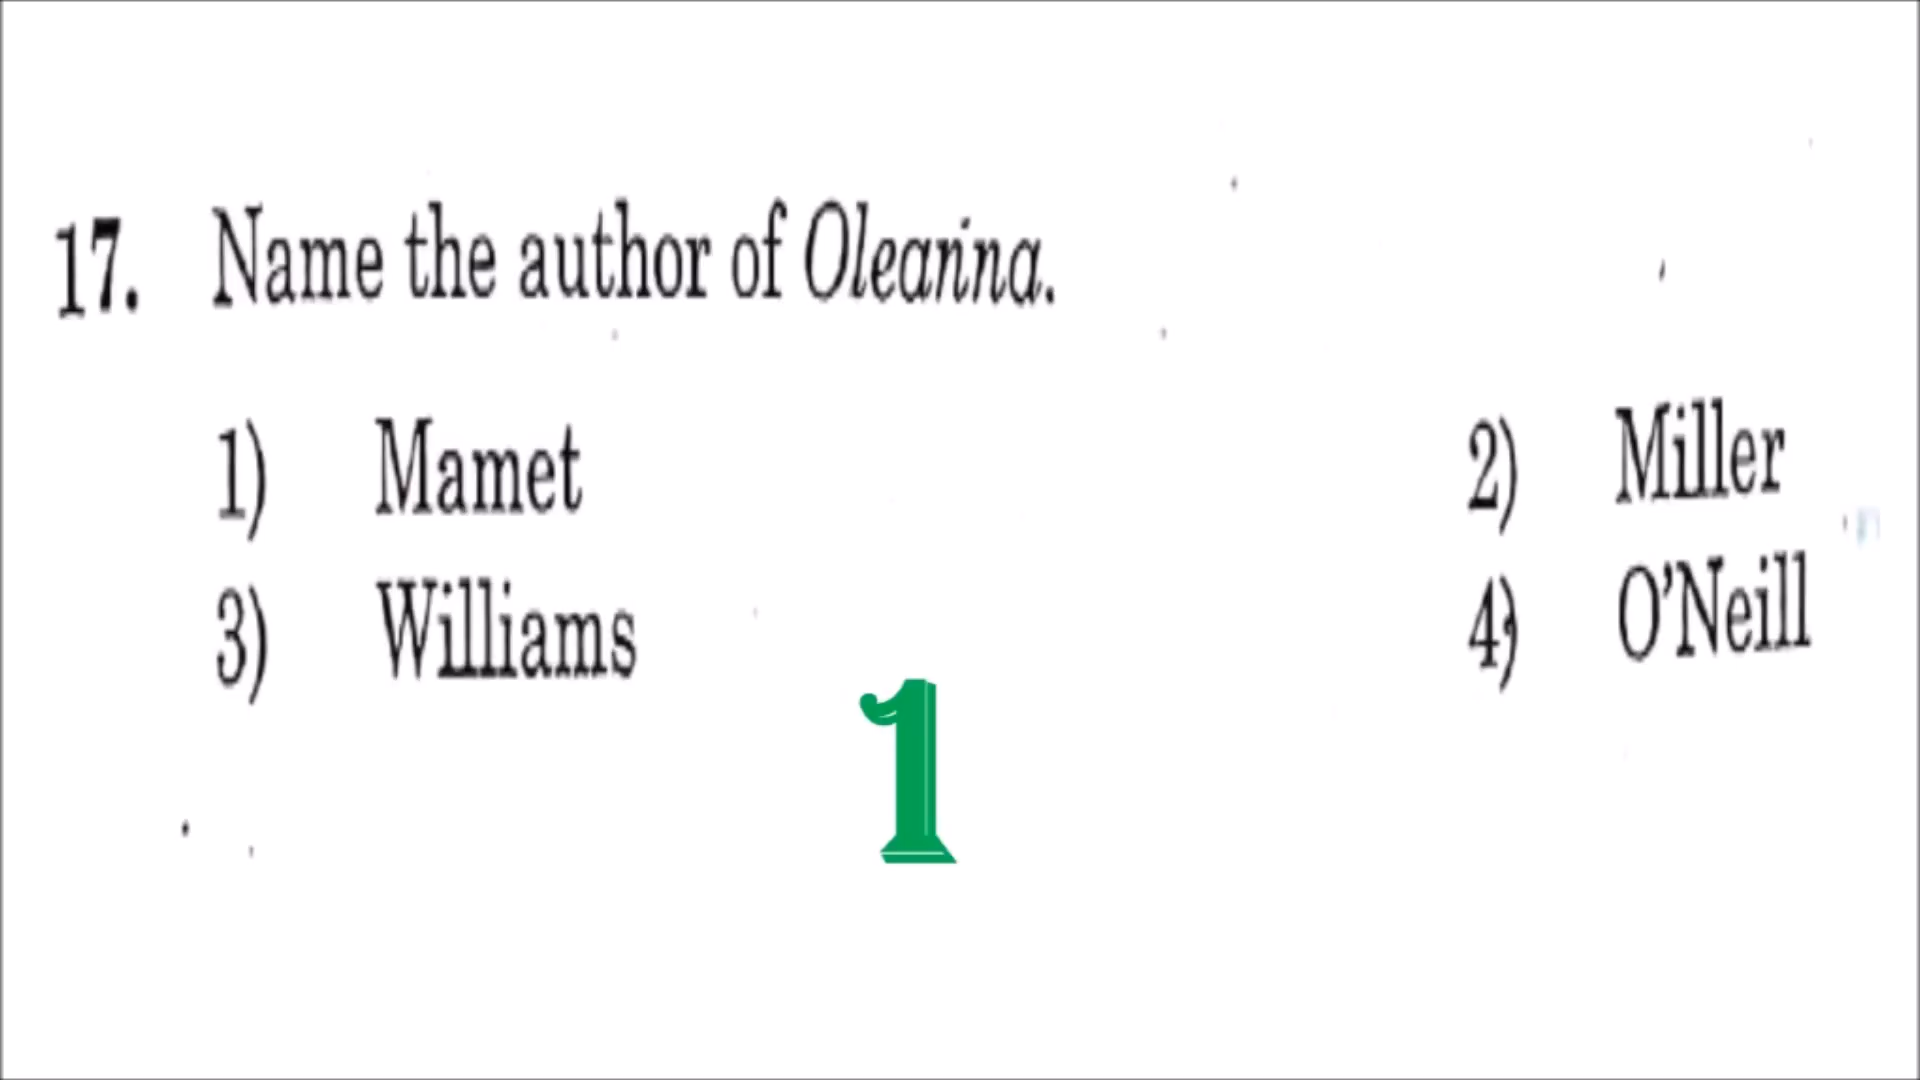 17. Name the author of Oleanna.
1) Mamet 2) Miller
3) Williams 4) O'Neill
1